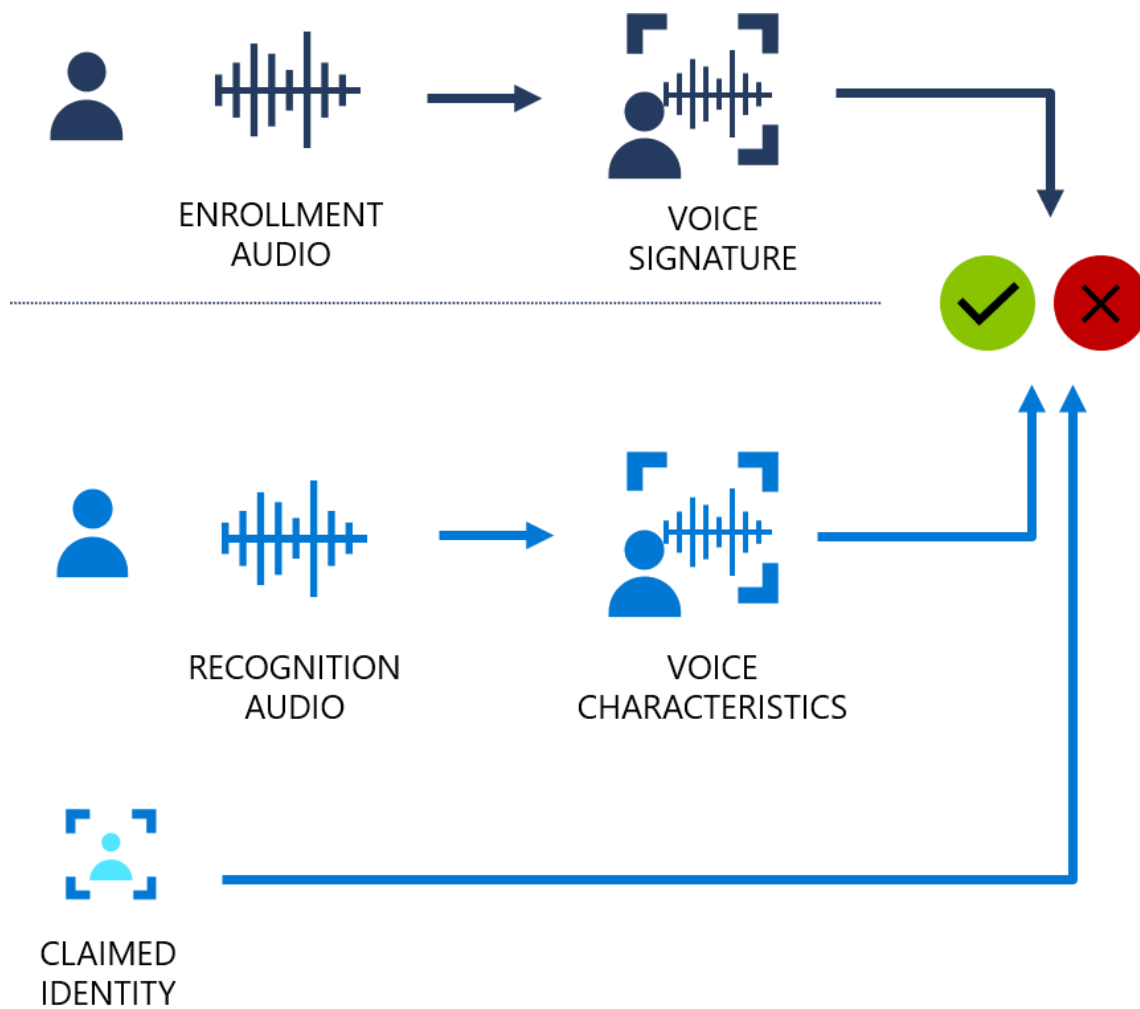 ENROLLMENT
AUDIO
VOICE
SIGNATURE
RECOGNITION
AUDIO
VOICE
CHARACTERISTICS
CLAIMED
IDENTITY